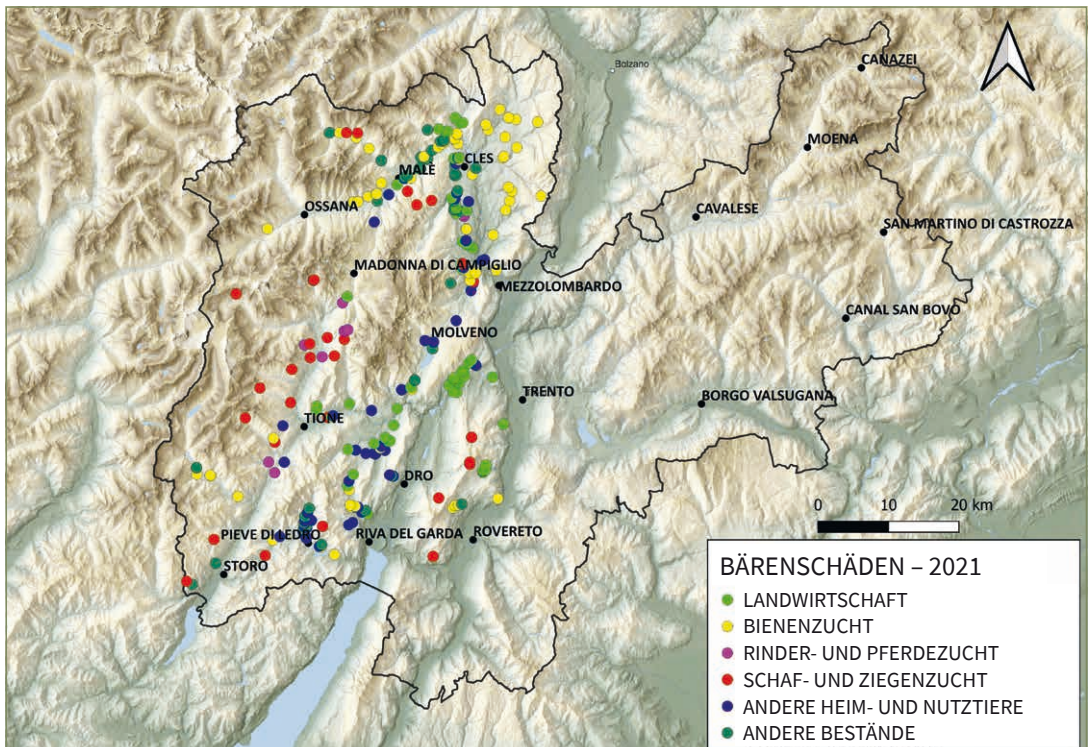 Bolzano
CANAZEI
MOENA
CLES
MALÈ
OSSANA
CAVALESE
SAN MARTINO DI CASTROZZA
MADONNA DI CAMPIGLIO
MEZZOLOMBARDO
CANAL SAN BOVO
MOLVENO
TRENTO
BORGO VALSUGANA
TIONE
DRO
0 10 20 km
PIEVE DI LEDRO
RIVA DEL GARDA
ROVERETO
STORO
BÄRENSCHÄDEN – 2021
LANDWIRTSCHAFT
BIENENZUCHT
RINDER- UND PFERDEZUCHT
SCHAF- UND ZIEGENZUCHT
ANDERE HEIM- UND NUTZTIERE
ANDERE BESTÄNDE